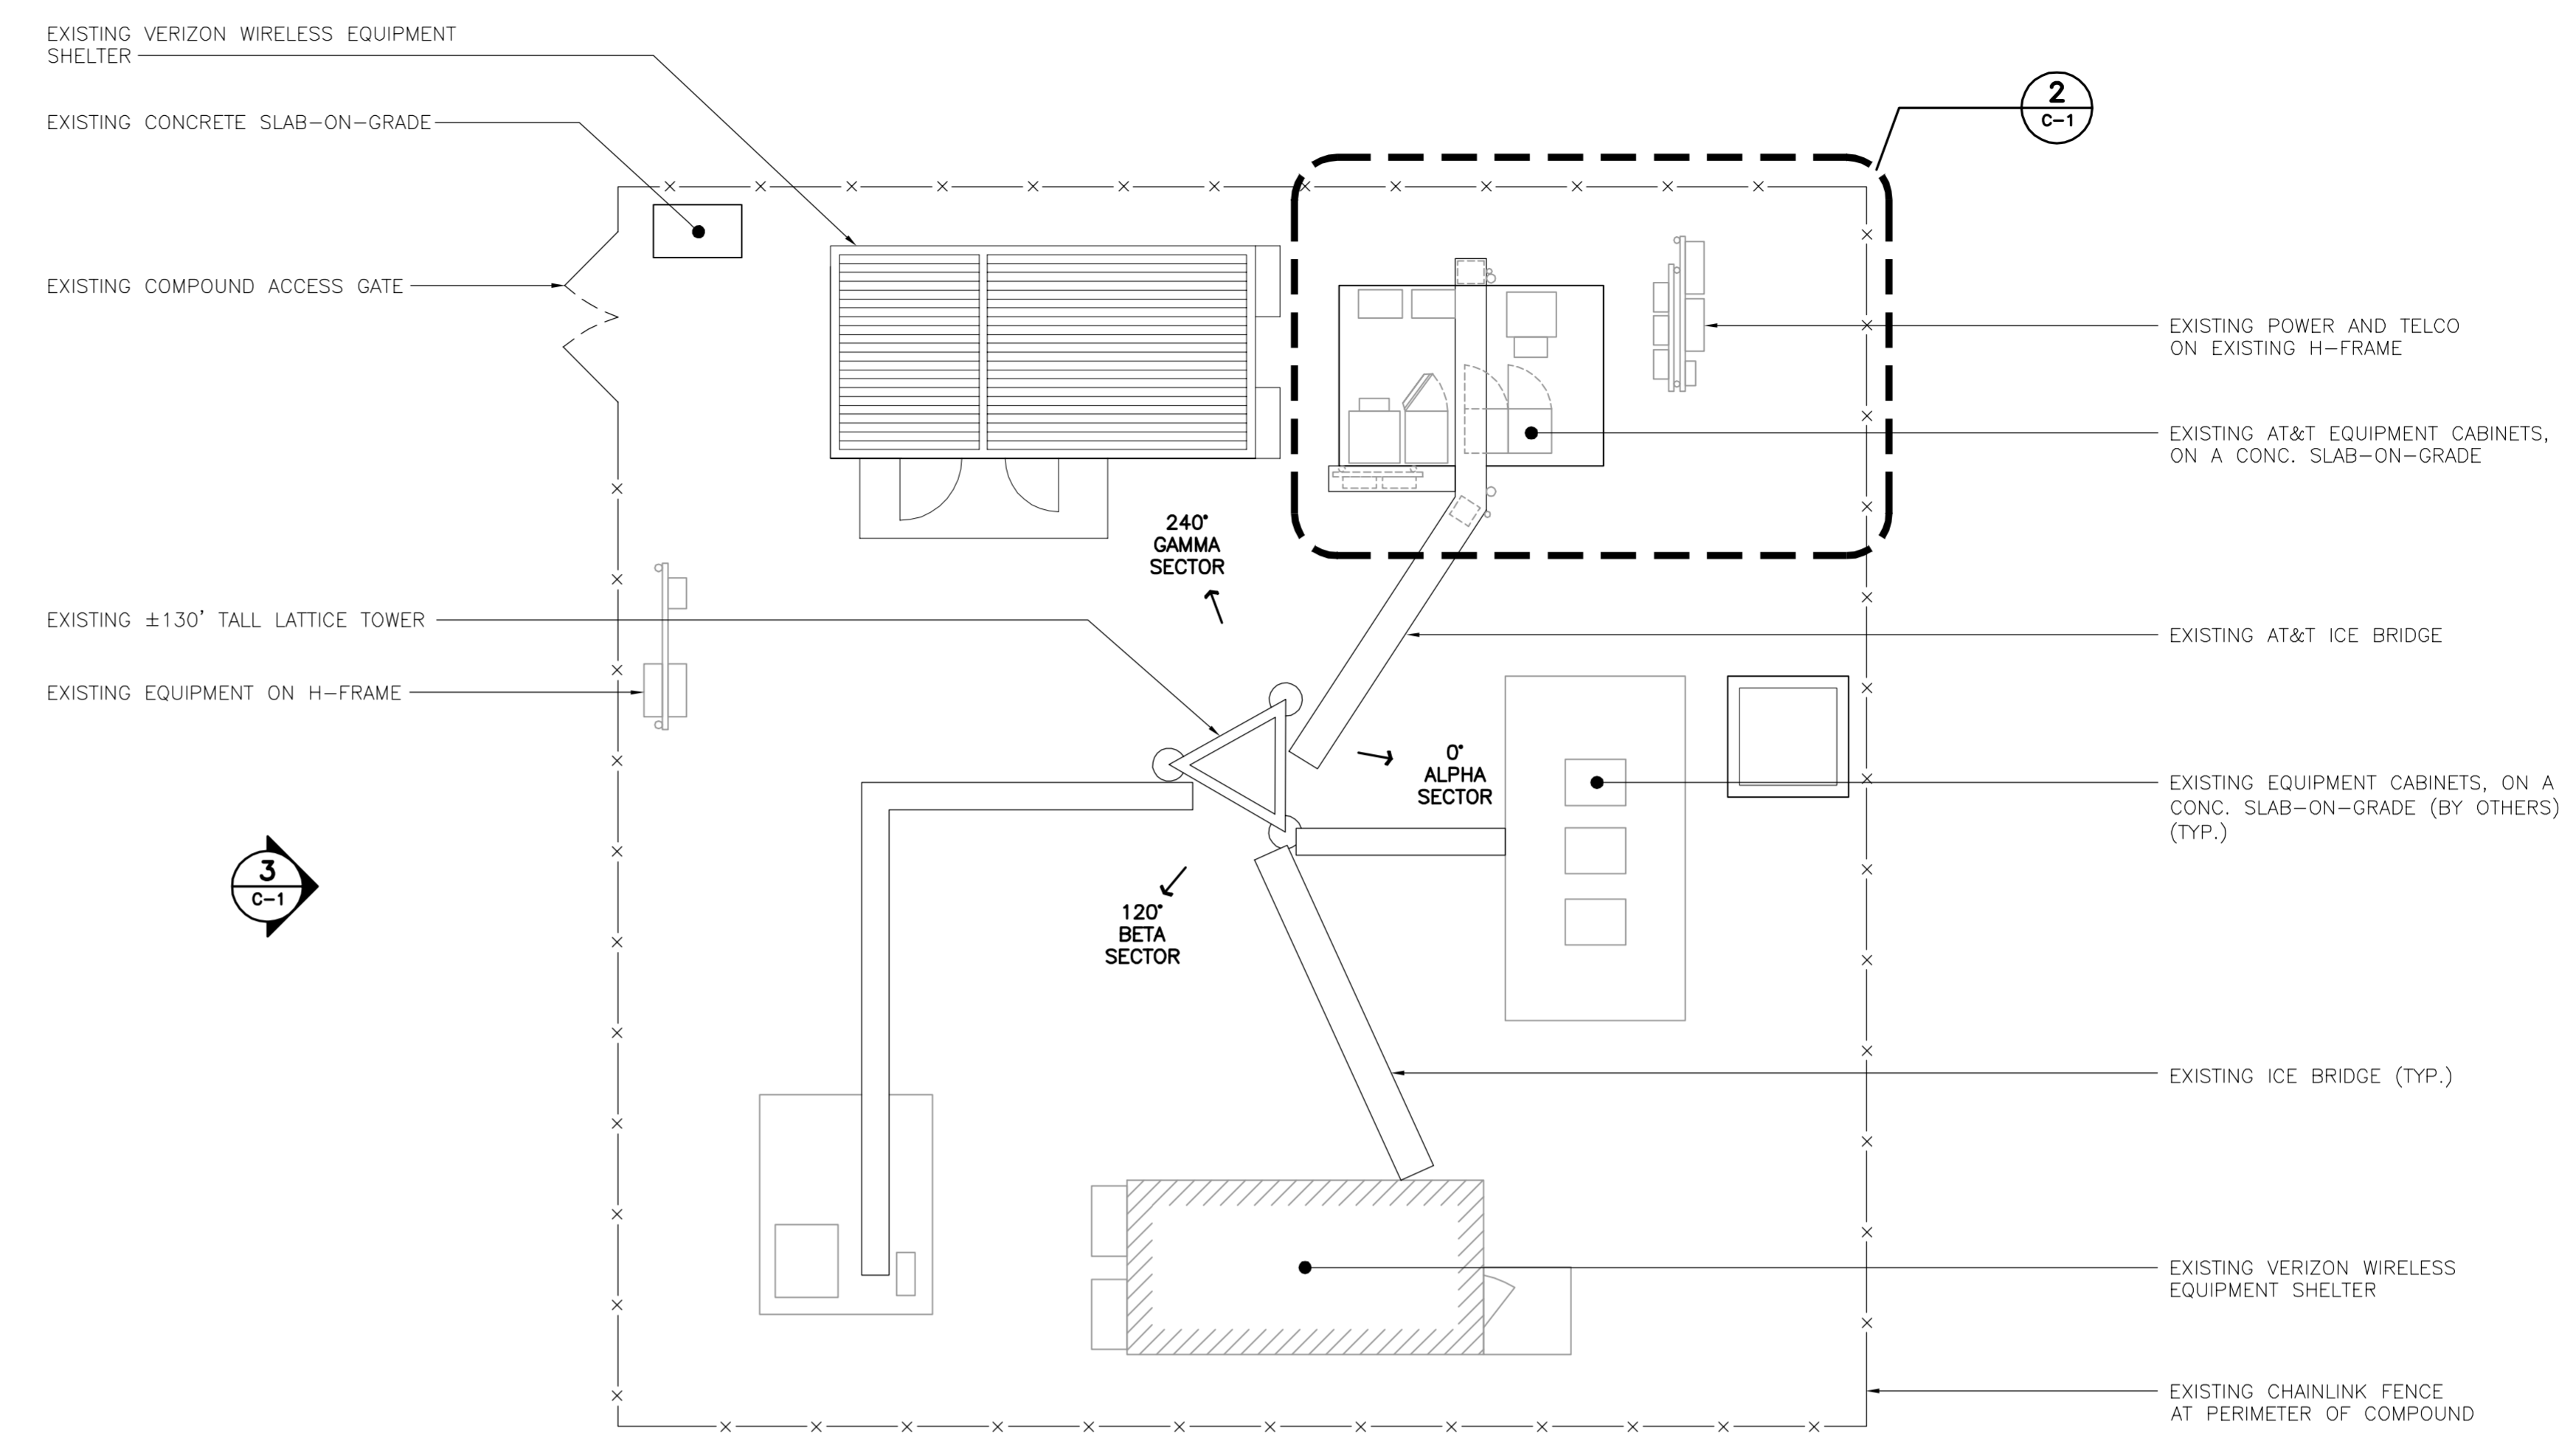 EXISTING VERIZON WIRELESS EQUIPMENT
SHELTER
EXISTING CONCRETE SLAB-ON-GRADE
EXISTING COMPOUND ACCESS GATE
EXISTING ±130' TALL LATTICE TOWER
EXISTING EQUIPMENT ON H-FRAME
3
C-1
240°
GAMMA
SECTOR
0°
ALPHA
SECTOR
120°
BETA
SECTOR
2
C-1
EXISTING POWER AND TELCO
ON EXISTING H-FRAME
EXISTING AT&T EQUIPMENT CABINETS,
ON A CONC. SLAB-ON-GRADE
EXISTING AT&T ICE BRIDGE
EXISTING EQUIPMENT CABINETS, ON A
CONC. SLAB-ON-GRADE (BY OTHERS)
(TYP.)
EXISTING ICE BRIDGE (TYP.)
EXISTING VERIZON WIRELESS
EQUIPMENT SHELTER
EXISTING CHAINLINK FENCE
AT PERIMETER OF COMPOUND